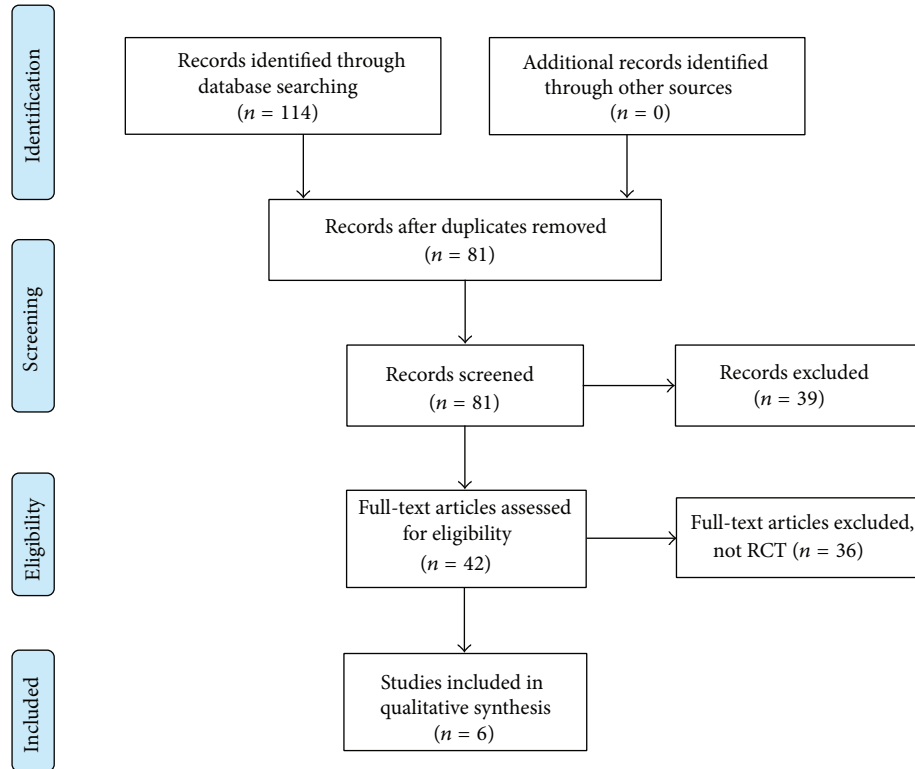 Identification
Records identified through
database searching
(n = 114)
Additional records identified
through other sources
(n = 0)
Records after duplicates removed
(n = 81)
Screening
Records screened
(n = 81)
Records excluded
(n = 39)
Eligibility
Full-text articles assessed
for eligibility
(n = 42)
Full-text articles excluded,
not RCT (n = 36)
Included
Studies included in
qualitative synthesis
(n = 6)